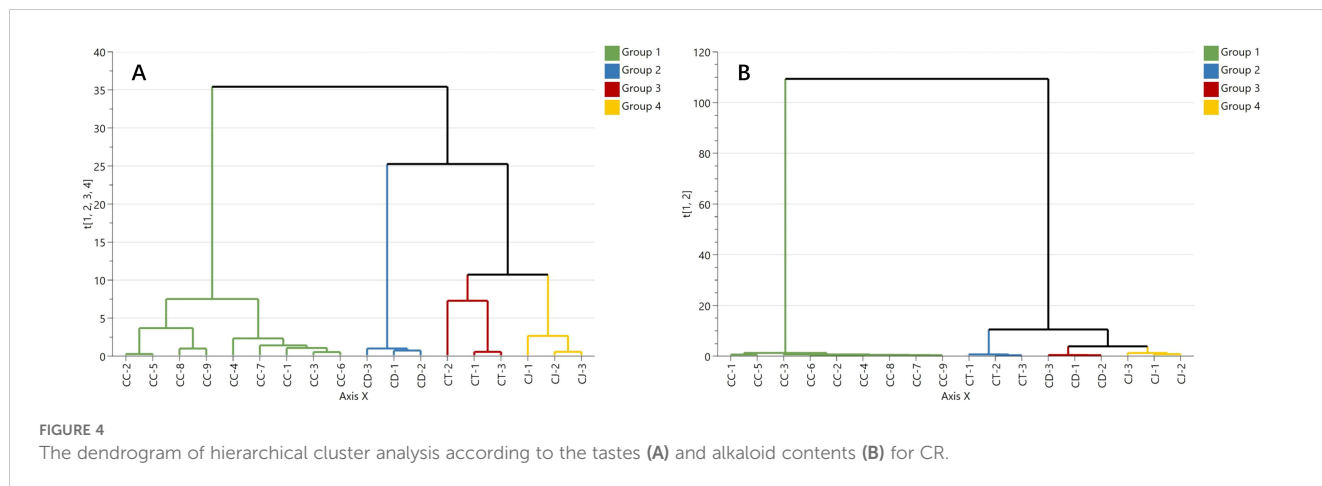 A
40
35
30
25
20
15
10
5
0
t[1, 2, 3, 4]
CC-2
CC-5
CC-8
CC-9
CC-4
CC-7
CC-1
CC-3
CC-6
CD-3
CD-1
CD-2
CT-2
CT-1
CT-3
CJ-1
CJ-2
CJ-3
Axis X
Group 1
Group 2
Group 3
Group 4
B
120
100
80
60
40
20
0
t[1, 2]
CC-1
CC-5
CC-3
CC-6
CC-2
CC-4
CC-8
CC-7
CC-9
CT-1
CT-2
CT-3
CD-3
CD-1
CD-2
CJ-3
CJ-1
CJ-2
Axis X
Group 1
Group 2
Group 3
Group 4
FIGURE 4
The dendrogram of hierarchical cluster analysis according to the tastes (A) and alkaloid contents (B) for CR.